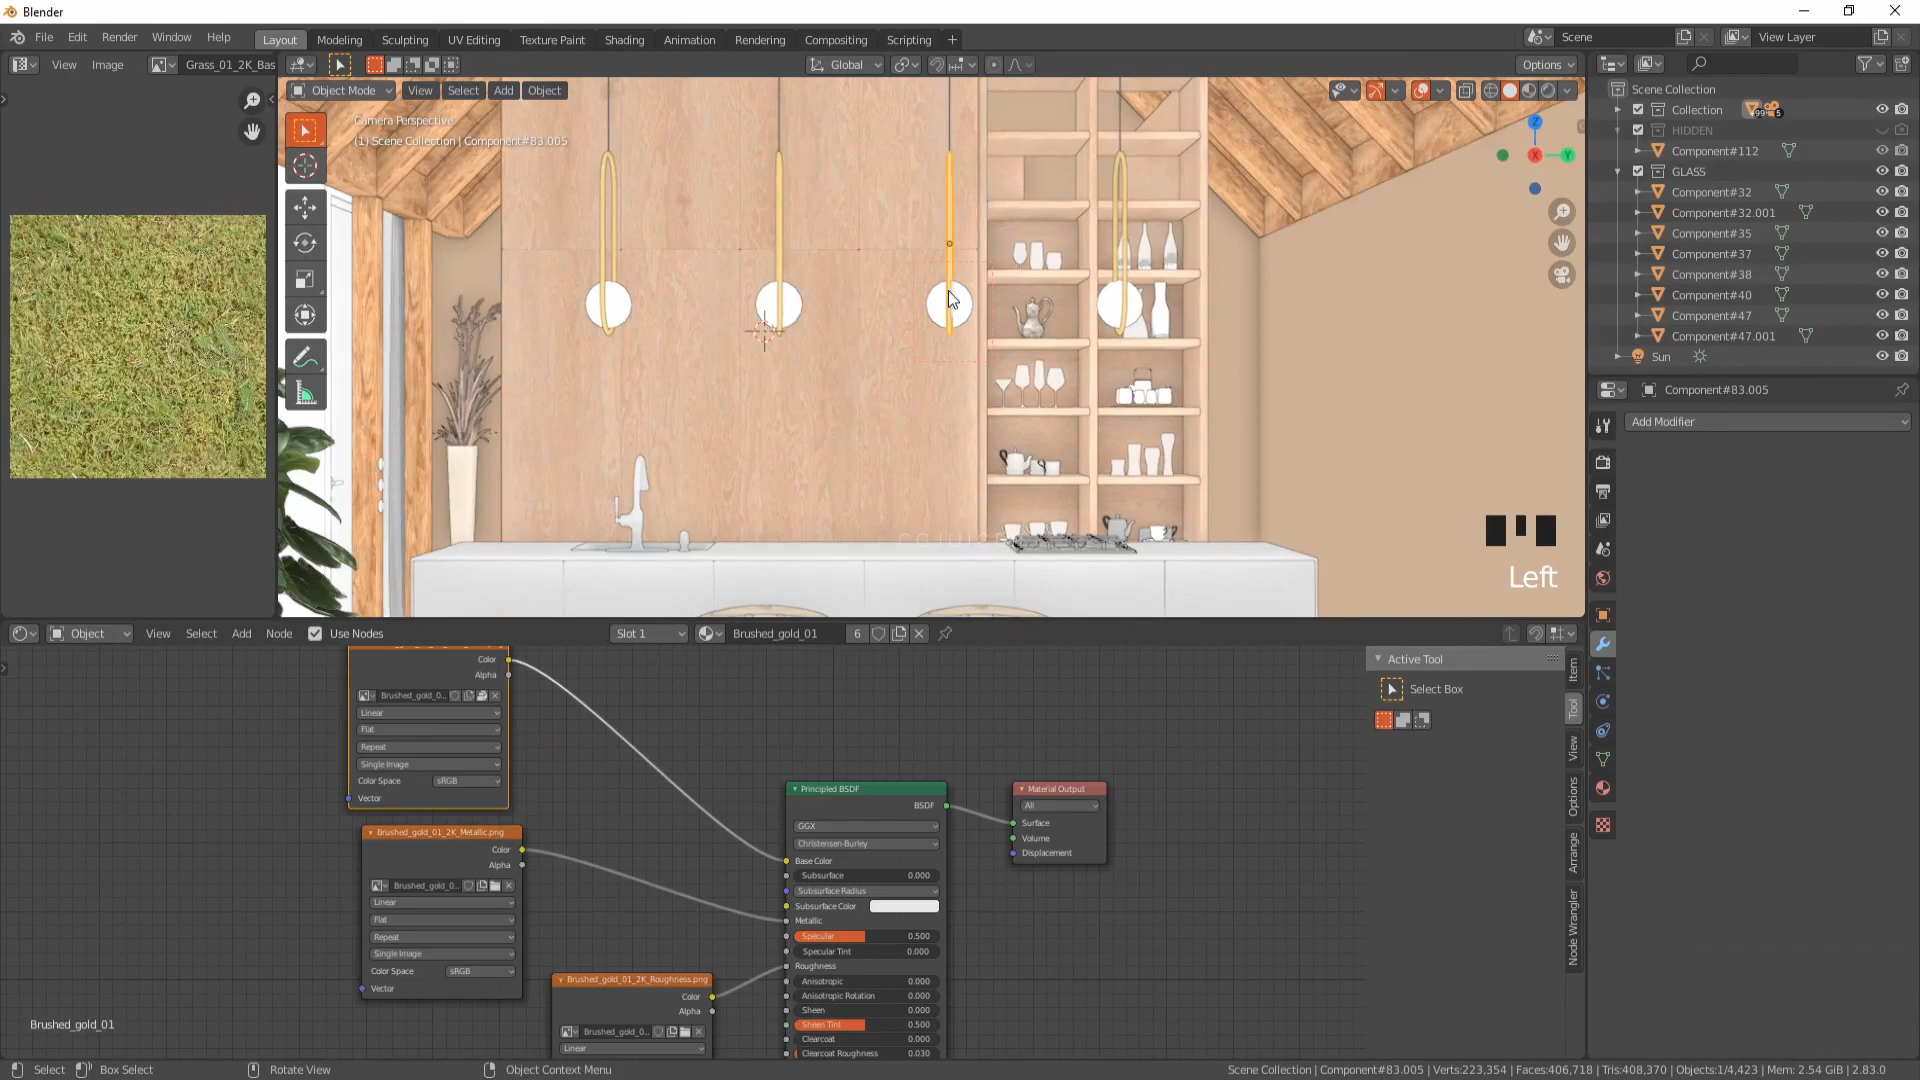 Blender
File Edit Render Window Help Layout Modeling Sculpting UV Editing Texture Paint Shading Animation Rendering Compositing Scripting + Scene View Layer
View Image Grass_01_2K_Bas Global Options
Object Mode View Select Add Object
Camera Perspective
(1) Scene Collection | Component#83.005
Z
X
Y
Scene Collection
Collection 99+ 5
HIDDEN
Component#112
GLASS
Component#32
Component#32.001
Component#35
Component#37
Component#38
Component#40
Component#47
Component#47.001
Sun
Component#83.005
Add Modifier
CGJUICE
Left
Object View Select Add Node Use Nodes Slot 1 Brushed_gold_01 6
Color
Alpha
Brushed_gold_0...
Linear
Flat
Repeat
Single Image
Color Space sRGB
Vector
Brushed_gold_01_2K_Metallic.png
Color
Alpha
Brushed_gold_0...
Linear
Flat
Repeat
Single Image
Color Space sRGB
Vector
Brushed_gold_01_2K_Roughness.png
Color
Alpha
Brushed_gold_0...
Linear
Principled BSDF
BSDF
GGX
Christensen-Burley
Base Color
Subsurface 0.000
Subsurface Radius
Subsurface Color
Metallic
Specular 0.500
Specular Tint 0.000
Roughness
Anisotropic 0.000
Anisotropic Rotation 0.000
Sheen 0.000
Sheen Tint 0.500
Clearcoat 0.000
Clearcoat Roughness 0.030
Material Output
All
Surface
Volume
Displacement
Active Tool
Select Box
Item
Tool
View
Options
Arrange
Node Wrangler
Brushed_gold_01
Select Box Select Rotate View Object Context Menu Scene Collection | Component#83.005 | Verts:223,354 | Faces:406,718 | Tris:408,370 | Objects:1/4,423 | Mem: 2.54 GiB | 2.83.0